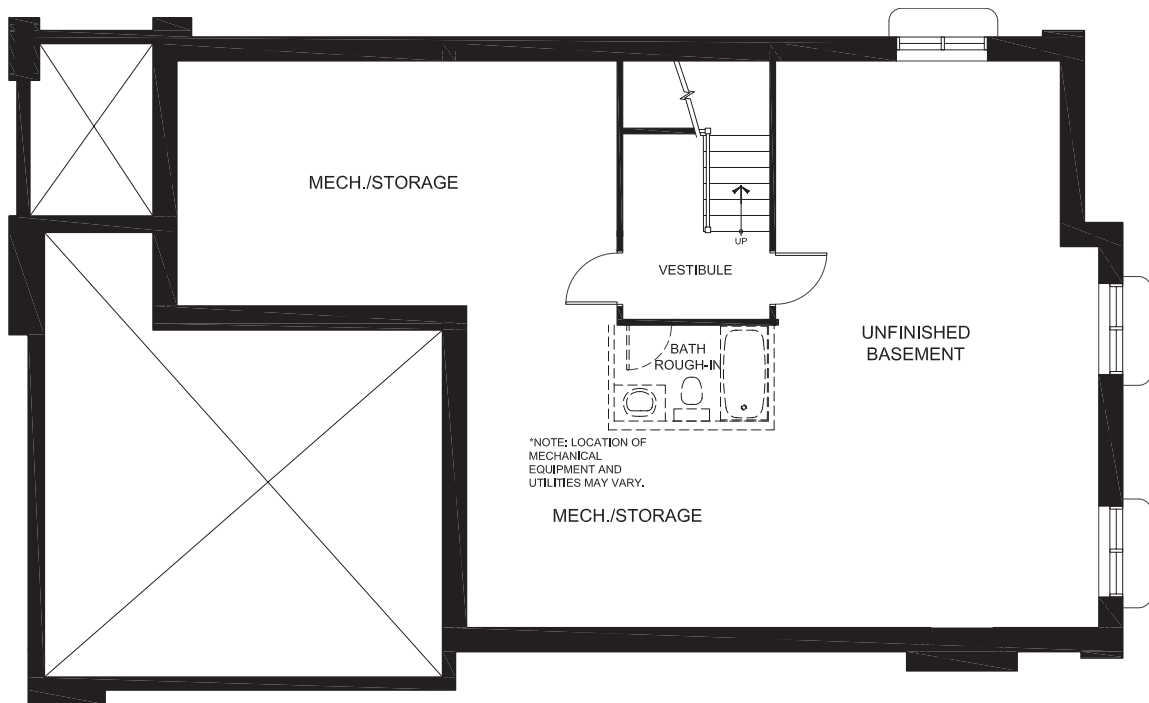 MECH./STORAGE
UP
VESTIBULE
UNFINISHED
BASEMENT
BATH
ROUGH-IN
*NOTE: LOCATION OF
MECHANICAL
EQUIPMENT AND
UTILITIES MAY VARY.
MECH./STORAGE